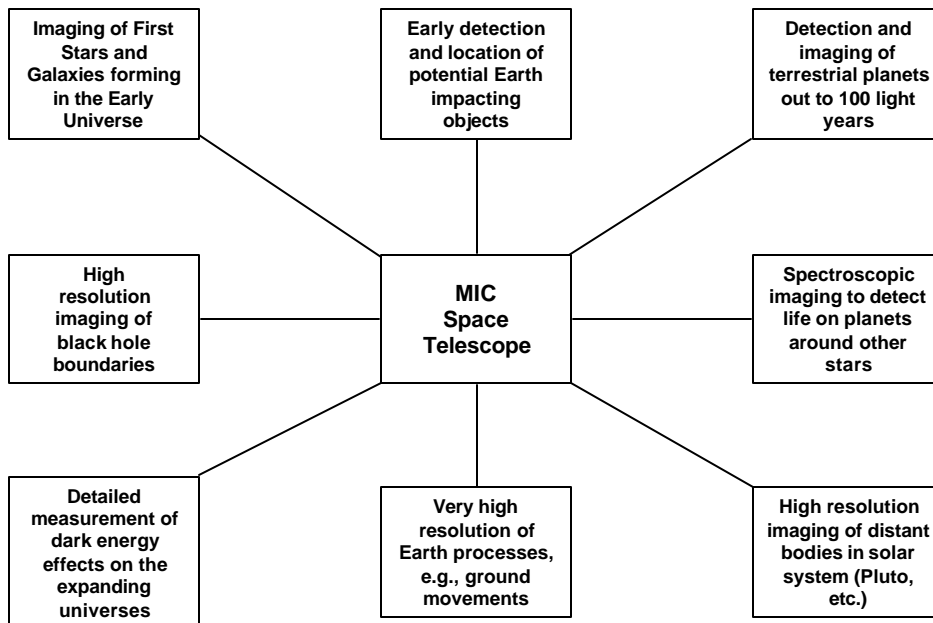 Imaging of First
Stars and
Galaxies forming
in the Early
Universe
Early detection
and location of
potential Earth
impacting
objects
Detection and
imaging of
terrestrial planets
out to 100 light
years
High
resolution
imaging of
black hole
boundaries
MIC
Space
Telescope
Spectroscopic
imaging to detect
life on planets
around other
stars
Detailed
measurement of
dark energy
effects on the
expanding
universes
Very high
resolution of
Earth processes,
e.g., ground
movements
High resolution
imaging of distant
bodies in solar
system (Pluto,
etc.)